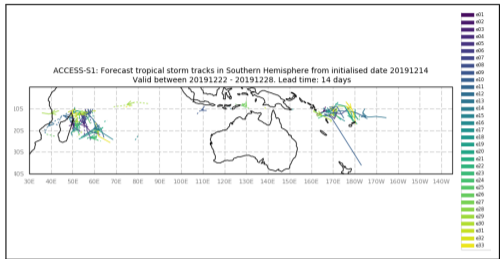 ACCESS-S1: Forecast tropical storm tracks in Southern Hemisphere from initialised date 20191214
Valid between 20191222 - 20191228. Lead time: 14 days
10S
20S
30S
40S
30E 40E 50E 60E 70E 80E 90E 100E 110E 120E 130E 140E 150E 160E 170E 180 170W 160W 150W 140W
e01
e02
e03
e04
e05
e06
e07
e08
e09
e10
e11
e12
e13
e14
e15
e16
e17
e18
e19
e20
e21
e22
e23
e24
e25
e26
e27
e28
e29
e30
e31
e32
e33